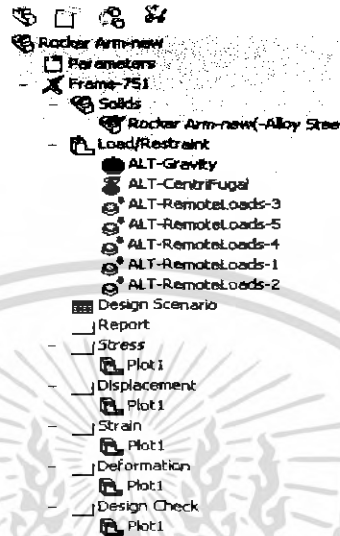 Rocker Arm-new
Parameters
Frame-751
Solids
Rocker Arm-new(-Alloy Steel
Load/Restraint
ALT-Gravity
ALT-Centrifugal
ALT-RemoteLoads-3
ALT-RemoteLoads-5
ALT-RemoteLoads-4
ALT-RemoteLoads-1
ALT-RemoteLoads-2
Design Scenario
Report
Stress
Plot1
Displacement
Plot1
Strain
Plot1
Deformation
Plot1
Design Check
Plot1